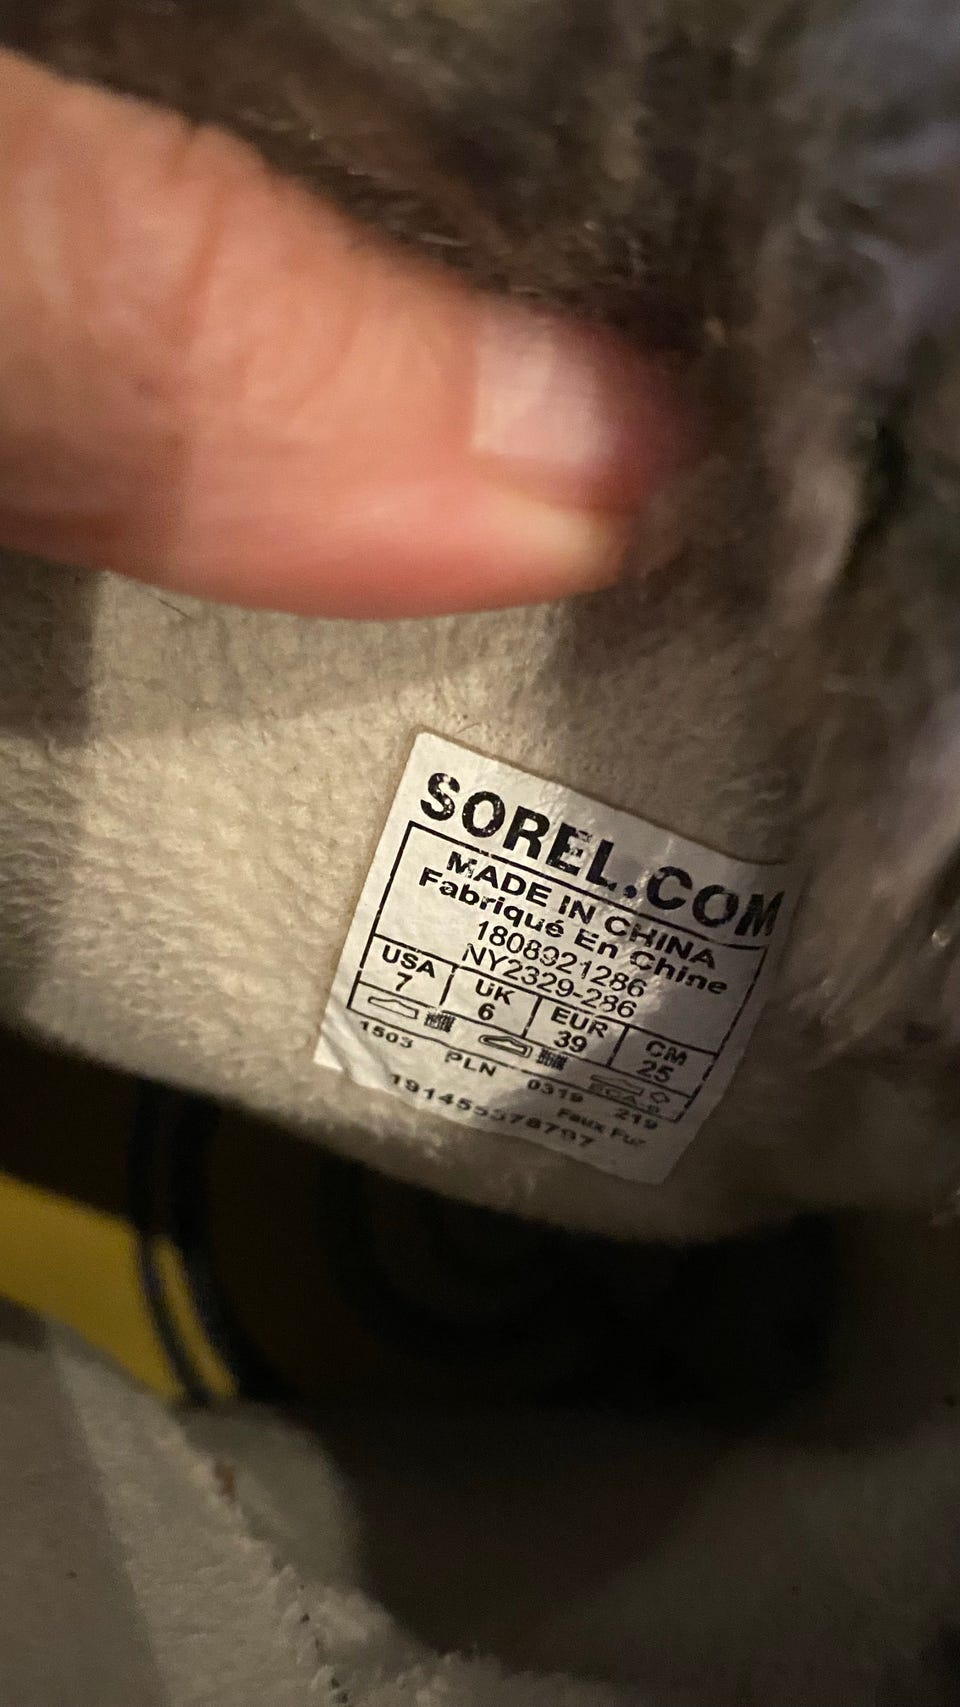 SOREL.COM
MADE IN CHINA
Fabriqué En Chine
1808921286
NY2329-286
USA UK EUR CM
7 6 39 25
1503 PLN 0319 219
Faux Fur